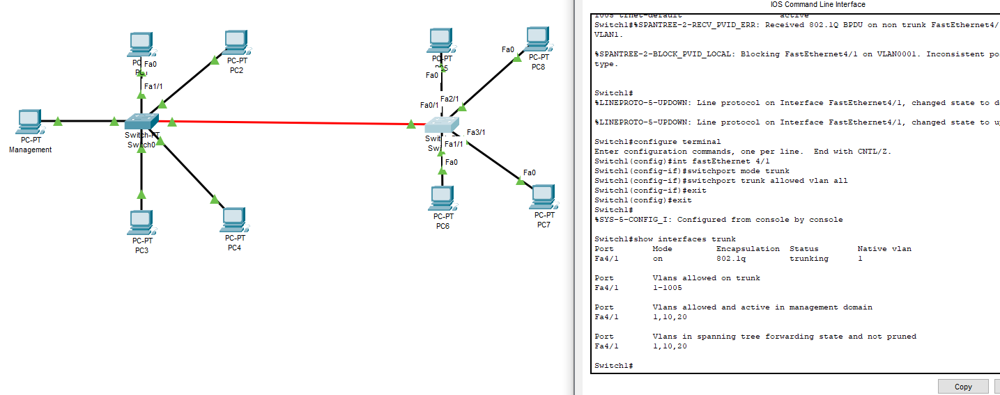 IOS Command Line Interface
1005 trnet-default                 active
Switch1#%SPANTREE-2-RECV_PVID_ERR: Received 802.1Q BPDU on non trunk FastEthernet4/
VLAN1.
%SPANTREE-2-BLOCK_PVID_LOCAL: Blocking FastEthernet4/1 on VLAN0001. Inconsistent po
type.
Switch1#
%LINEPROTO-5-UPDOWN: Line protocol on Interface FastEthernet4/1, changed state to d
%LINEPROTO-5-UPDOWN: Line protocol on Interface FastEthernet4/1, changed state to u
Switch1#configure terminal
Enter configuration commands, one per line.  End with CNTL/Z.
Switch1(config)#int fastEthernet 4/1
Switch1(config-if)#switchport mode trunk
Switch1(config-if)#switchport trunk allowed vlan all
Switch1(config-if)#exit
Switch1(config)#exit
Switch1#
%SYS-5-CONFIG_I: Configured from console by console
Switch1#show interfaces trunk
Port        Mode         Encapsulation  Status        Native vlan
Fa4/1       on           802.1q         trunking      1
Port        Vlans allowed on trunk
Fa4/1       1-1005
Port        Vlans allowed and active in management domain
Fa4/1       1,10,20
Port        Vlans in spanning tree forwarding state and not pruned
Fa4/1       1,10,20
Switch1#
Copy
Fa0
PC-PT
PC2
Fa1/1
PC-PT
Management
Switch-PT
Switch0
PC-PT
PC3
PC-PT
PC4
PC-PT
Fa0
Fa0
PC-PT
PC8
Fa2/1
Fa0/1
Fa3/1
Fa1/1
Fa0
Fa0
PC-PT
PC6
PC-PT
PC7